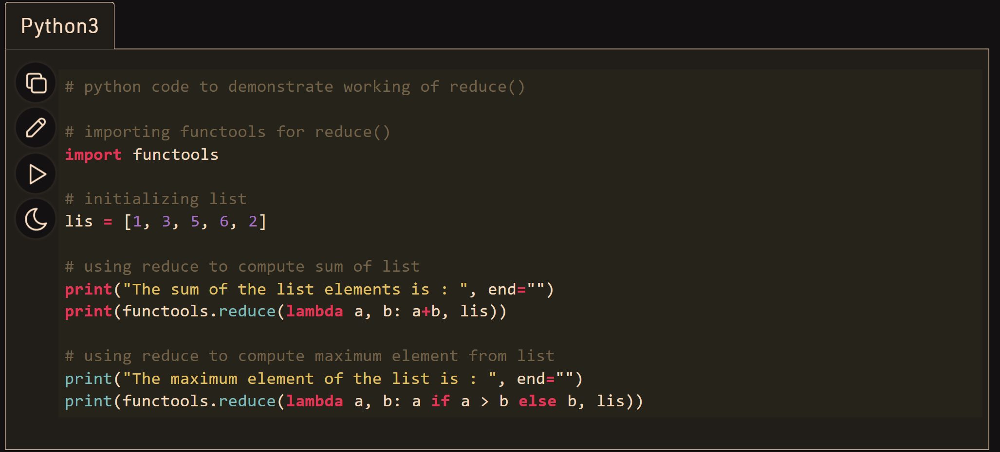 Python3
# python code to demonstrate working of reduce()
# importing functools for reduce()
import functools
# initializing list
lis = [1, 3, 5, 6, 2]
# using reduce to compute sum of list
print("The sum of the list elements is : ", end="")
print(functools.reduce(lambda a, b: a+b, lis))
# using reduce to compute maximum element from list
print("The maximum element of the list is : ", end="")
print(functools.reduce(lambda a, b: a if a > b else b, lis))